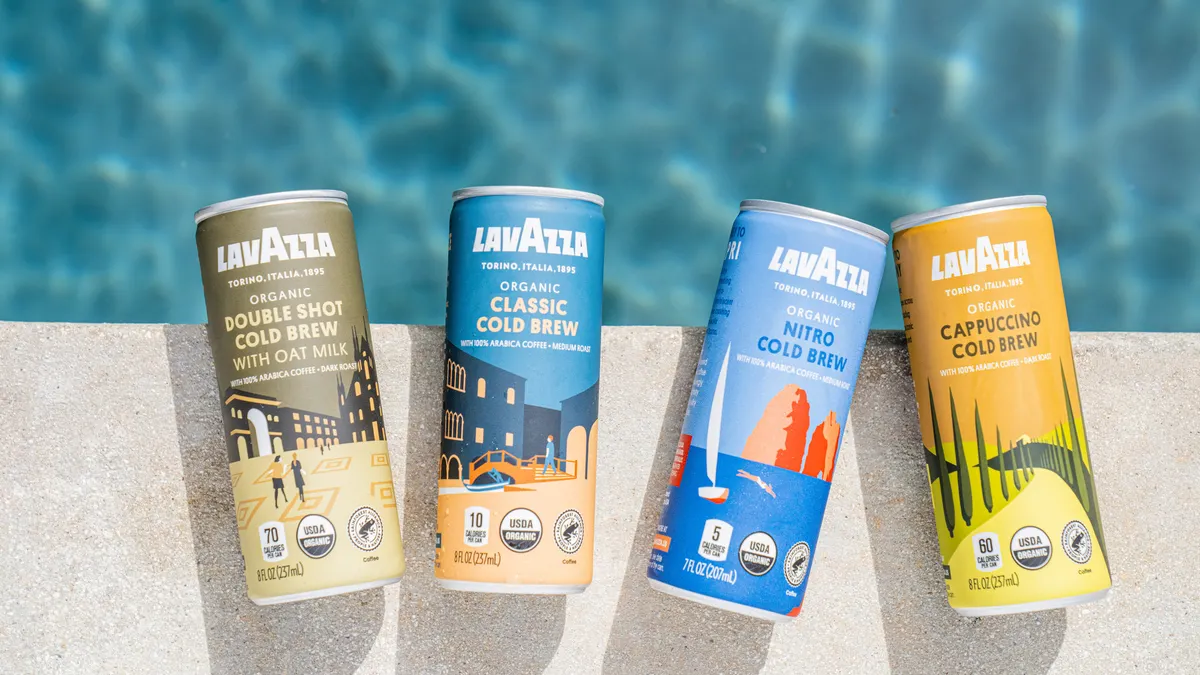 LAVAZZA
TORINO, ITALIA, 1895
ORGANIC
DOUBLE SHOT
COLD BREW
WITH OAT MILK
WITH 100% ARABICA COFFEE • DARK ROAST
70
CALORIES
PER CAN
USDA
ORGANIC
Coffee
8 FL OZ (237mL)
LAVAZZA
TORINO, ITALIA, 1895
ORGANIC
CLASSIC
COLD BREW
WITH 100% ARABICA COFFEE • MEDIUM ROAST
10
CALORIES
PER CAN
USDA
ORGANIC
Coffee
8 FL OZ (237mL)
LAVAZZA
TORINO, ITALIA, 1895
ORGANIC
NITRO
COLD BREW
WITH 100% ARABICA COFFEE • MEDIUM ROAST
5
CALORIES
PER CAN
USDA
ORGANIC
Coffee
7 FL OZ (207mL)
LAVAZZA
TORINO, ITALIA, 1895
ORGANIC
CAPPUCCINO
COLD BREW
WITH 100% ARABICA COFFEE • DARK ROAST
60
CALORIES
PER CAN
USDA
ORGANIC
Coffee
8 FL OZ (237mL)